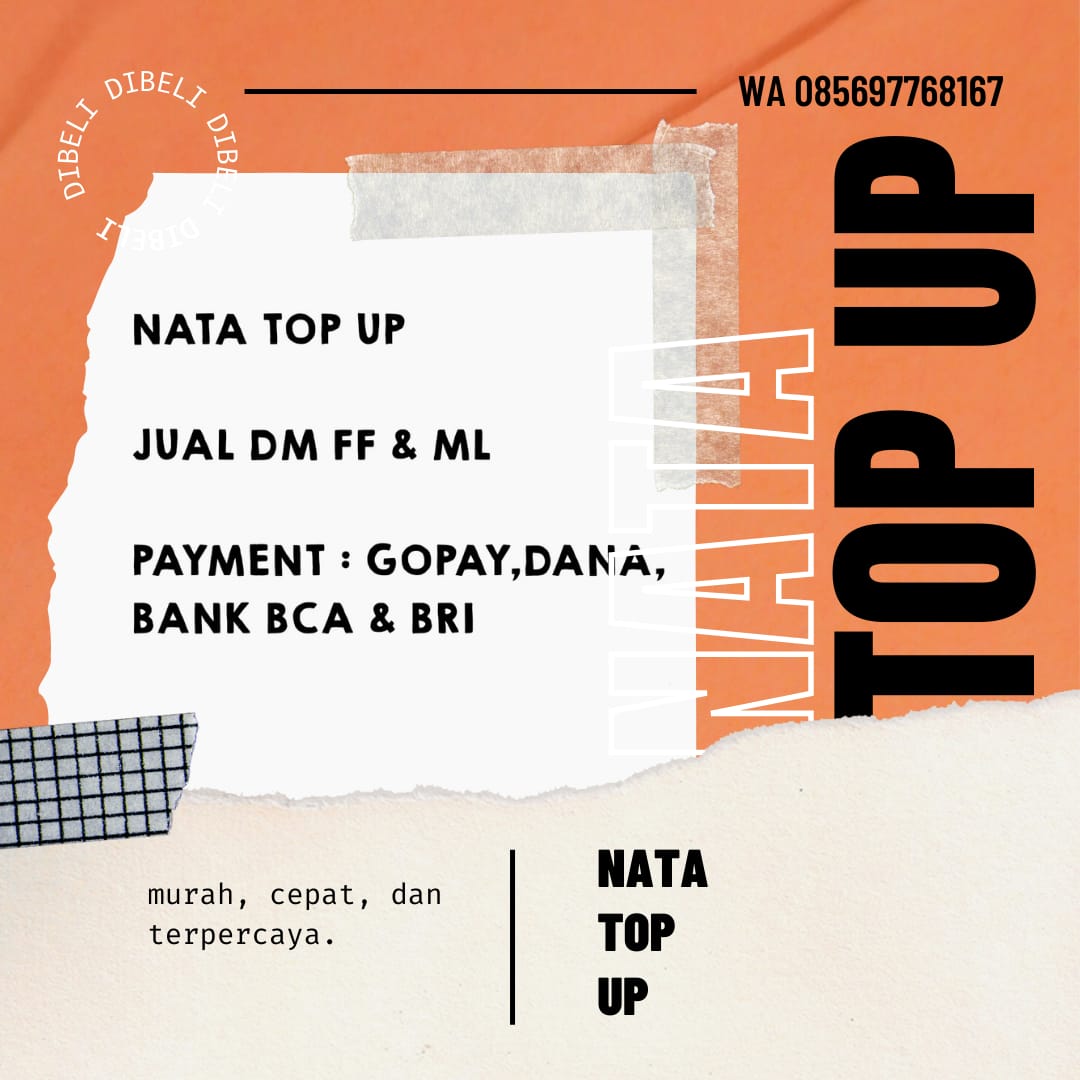 DIBELI DIBELI DIBELI DIBELI
WA 085697768167
NATA TOP UP
JUAL DM FF & ML
PAYMENT : GOPAY,DANA,
BANK BCA & BRI
NATA
TOP UP
murah, cepat, dan
terpercaya.
NATA
TOP
UP